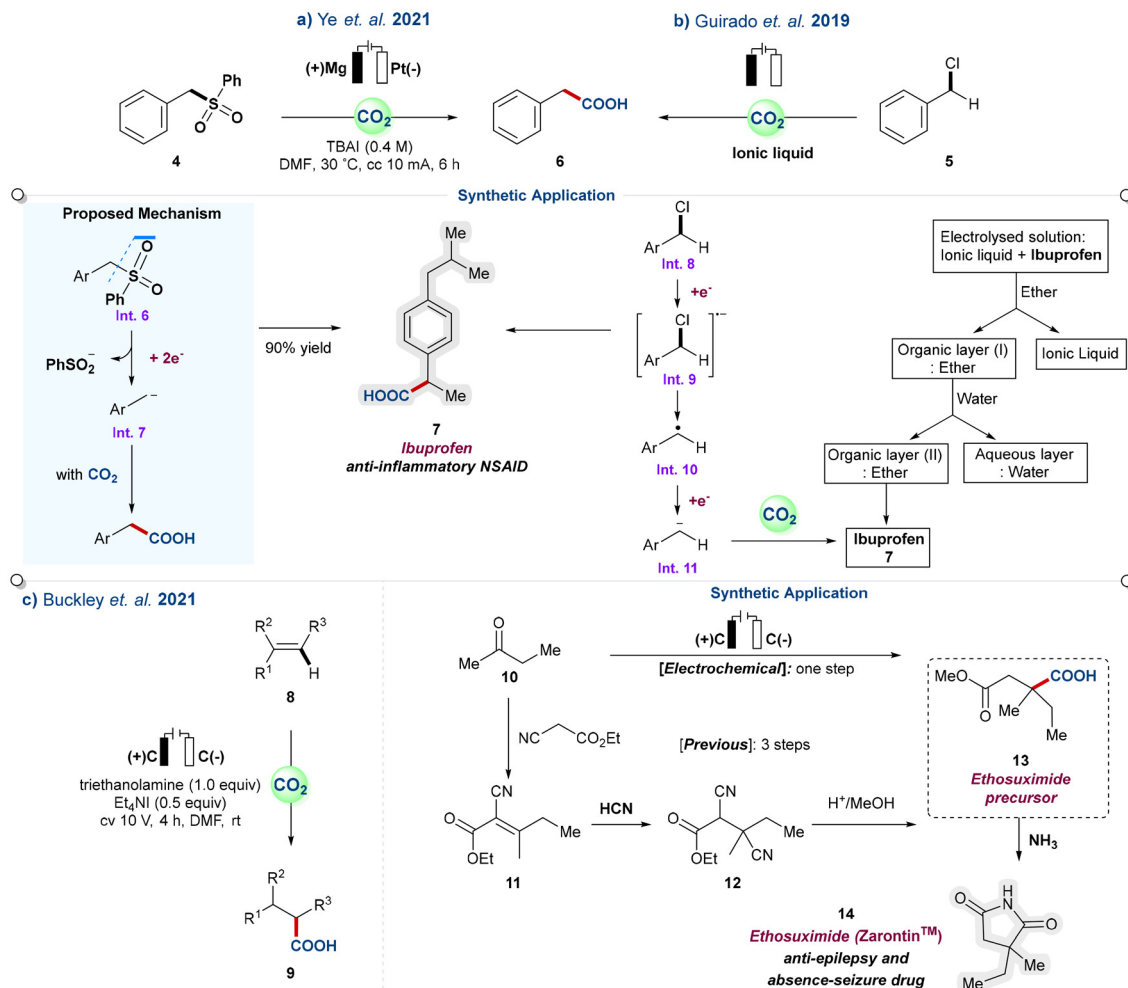 a) Ye et. al. 2021
b) Guirado et. al. 2019
Ph
S
O
O
4
(+)Mg
Pt(-)
CO2
TBAI (0.4 M)
DMF, 30 ˚C, cc 10 mA, 6 h
COOH
6
CO2
Ionic liquid
Cl
H
5
Synthetic Application
Proposed Mechanism
O
Ar
S
O
Ph
Int. 6
PhSO2-
+ 2e-
Ar
-
Int. 7
with CO2
Ar
COOH
90% yield
Me
Me
HOOC
Me
7
Ibuprofen
anti-inflammatory NSAID
Cl
Ar
H
Int. 8
+e-
Cl
•−
Ar
H
Int. 9
•
Ar
H
Int. 10
+e-
-
Ar
H
Int. 11
CO2
Electrolysed solution:
Ionic liquid + Ibuprofen
Ether
Organic layer (I)
: Ether
Ionic Liquid
Water
Organic layer (II)
: Ether
Aqueous layer
: Water
Ibuprofen
7
c) Buckley et. al. 2021
R2
R3
R1
H
8
(+)C
C(-)
triethanolamine (1.0 equiv)
Et4NI (0.5 equiv)
cv 10 V, 4 h, DMF, rt
CO2
R2
R1
R3
COOH
9
Synthetic Application
O
Me
Me
10
(+)C
C(-)
[Electrochemical]: one step
MeO
COOH
O
Me
Me
13
Ethosuximide
precursor
NC
CO2Et
[Previous]: 3 steps
CN
O
Me
OEt
Me
11
HCN
CN
O
Me
OEt
Me
CN
12
H+/MeOH
NH3
14
Ethosuximide (Zarontin™)
anti-epilepsy and
absence-seizure drug
H
N
O
O
Me
Me